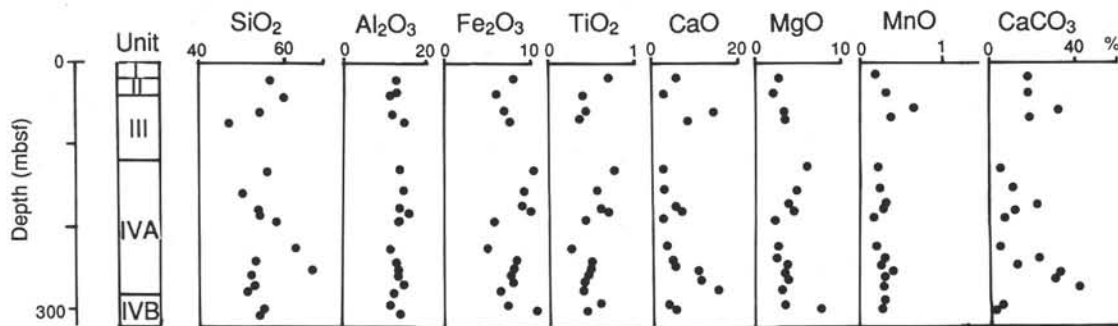 SiO2 Al2O3 Fe2O3 TiO2 CaO MgO MnO CaCO3
Unit 40 60 0 20 0 10 0 1 0 20 0 10 0 1 0 40 %
0
I
II
III
IVA
IVB
300
Depth (mbsf)